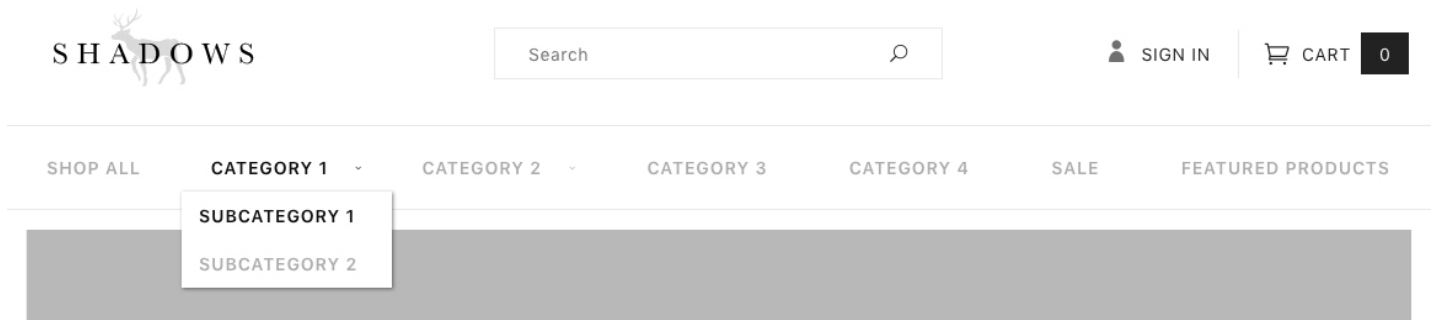 SHADOWS
Search
SIGN IN
CART 0
SHOP ALL CATEGORY 1 CATEGORY 2 CATEGORY 3 CATEGORY 4 SALE FEATURED PRODUCTS
SUBCATEGORY 1
SUBCATEGORY 2